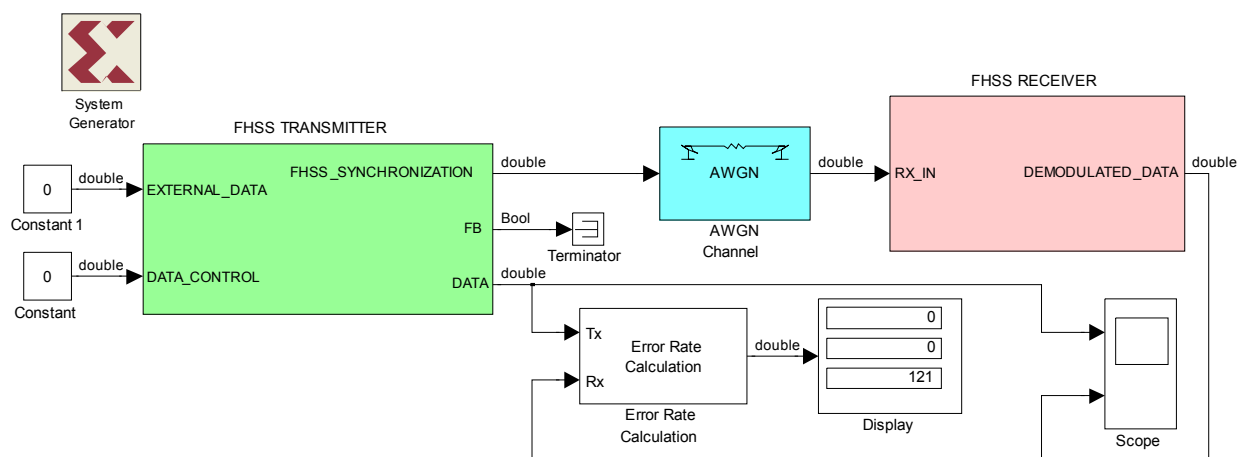 System
Generator
FHSS TRANSMITTER
0
Constant 1
double
0
Constant
double
EXTERNAL_DATA
DATA_CONTROL
FHSS_SYNCHRONIZATION
FB
DATA
double
Bool
Terminator
double
AWGN
AWGN
Channel
double
FHSS RECEIVER
RX_IN
DEMODULATED_DATA
double
Tx
Rx
Error Rate
Calculation
Error Rate
Calculation
double
0
0
121
Display
Scope